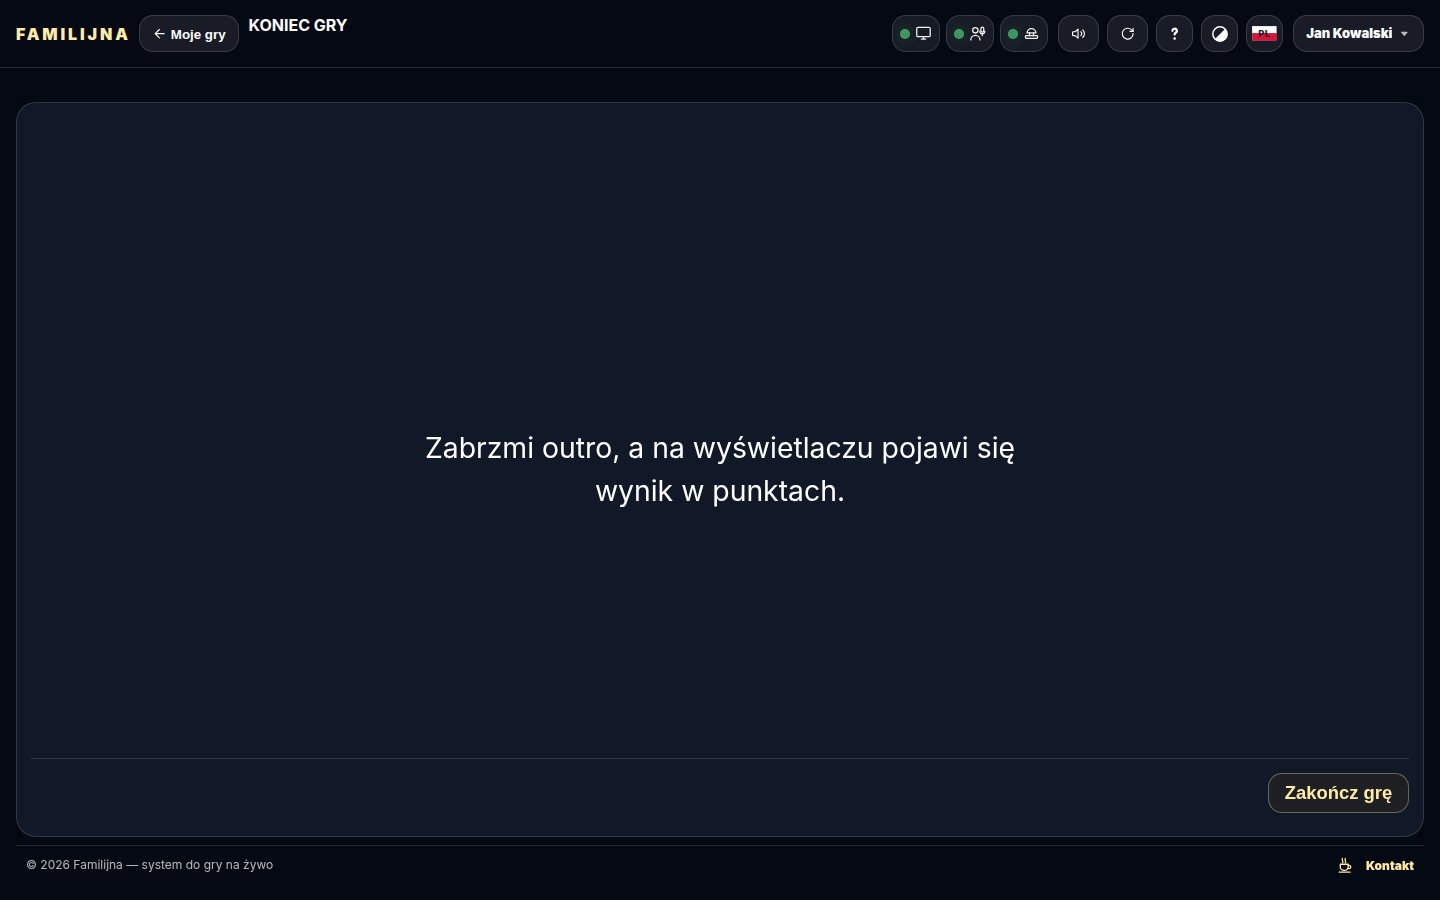 FAMILIJNA
← Moje gry
KONIEC GRY
?
PL
Jan Kowalski
Zabrzmi outro, a na wyświetlaczu pojawi się
wynik w punktach.
Zakończ grę
© 2026 Familijna — system do gry na żywo
Kontakt